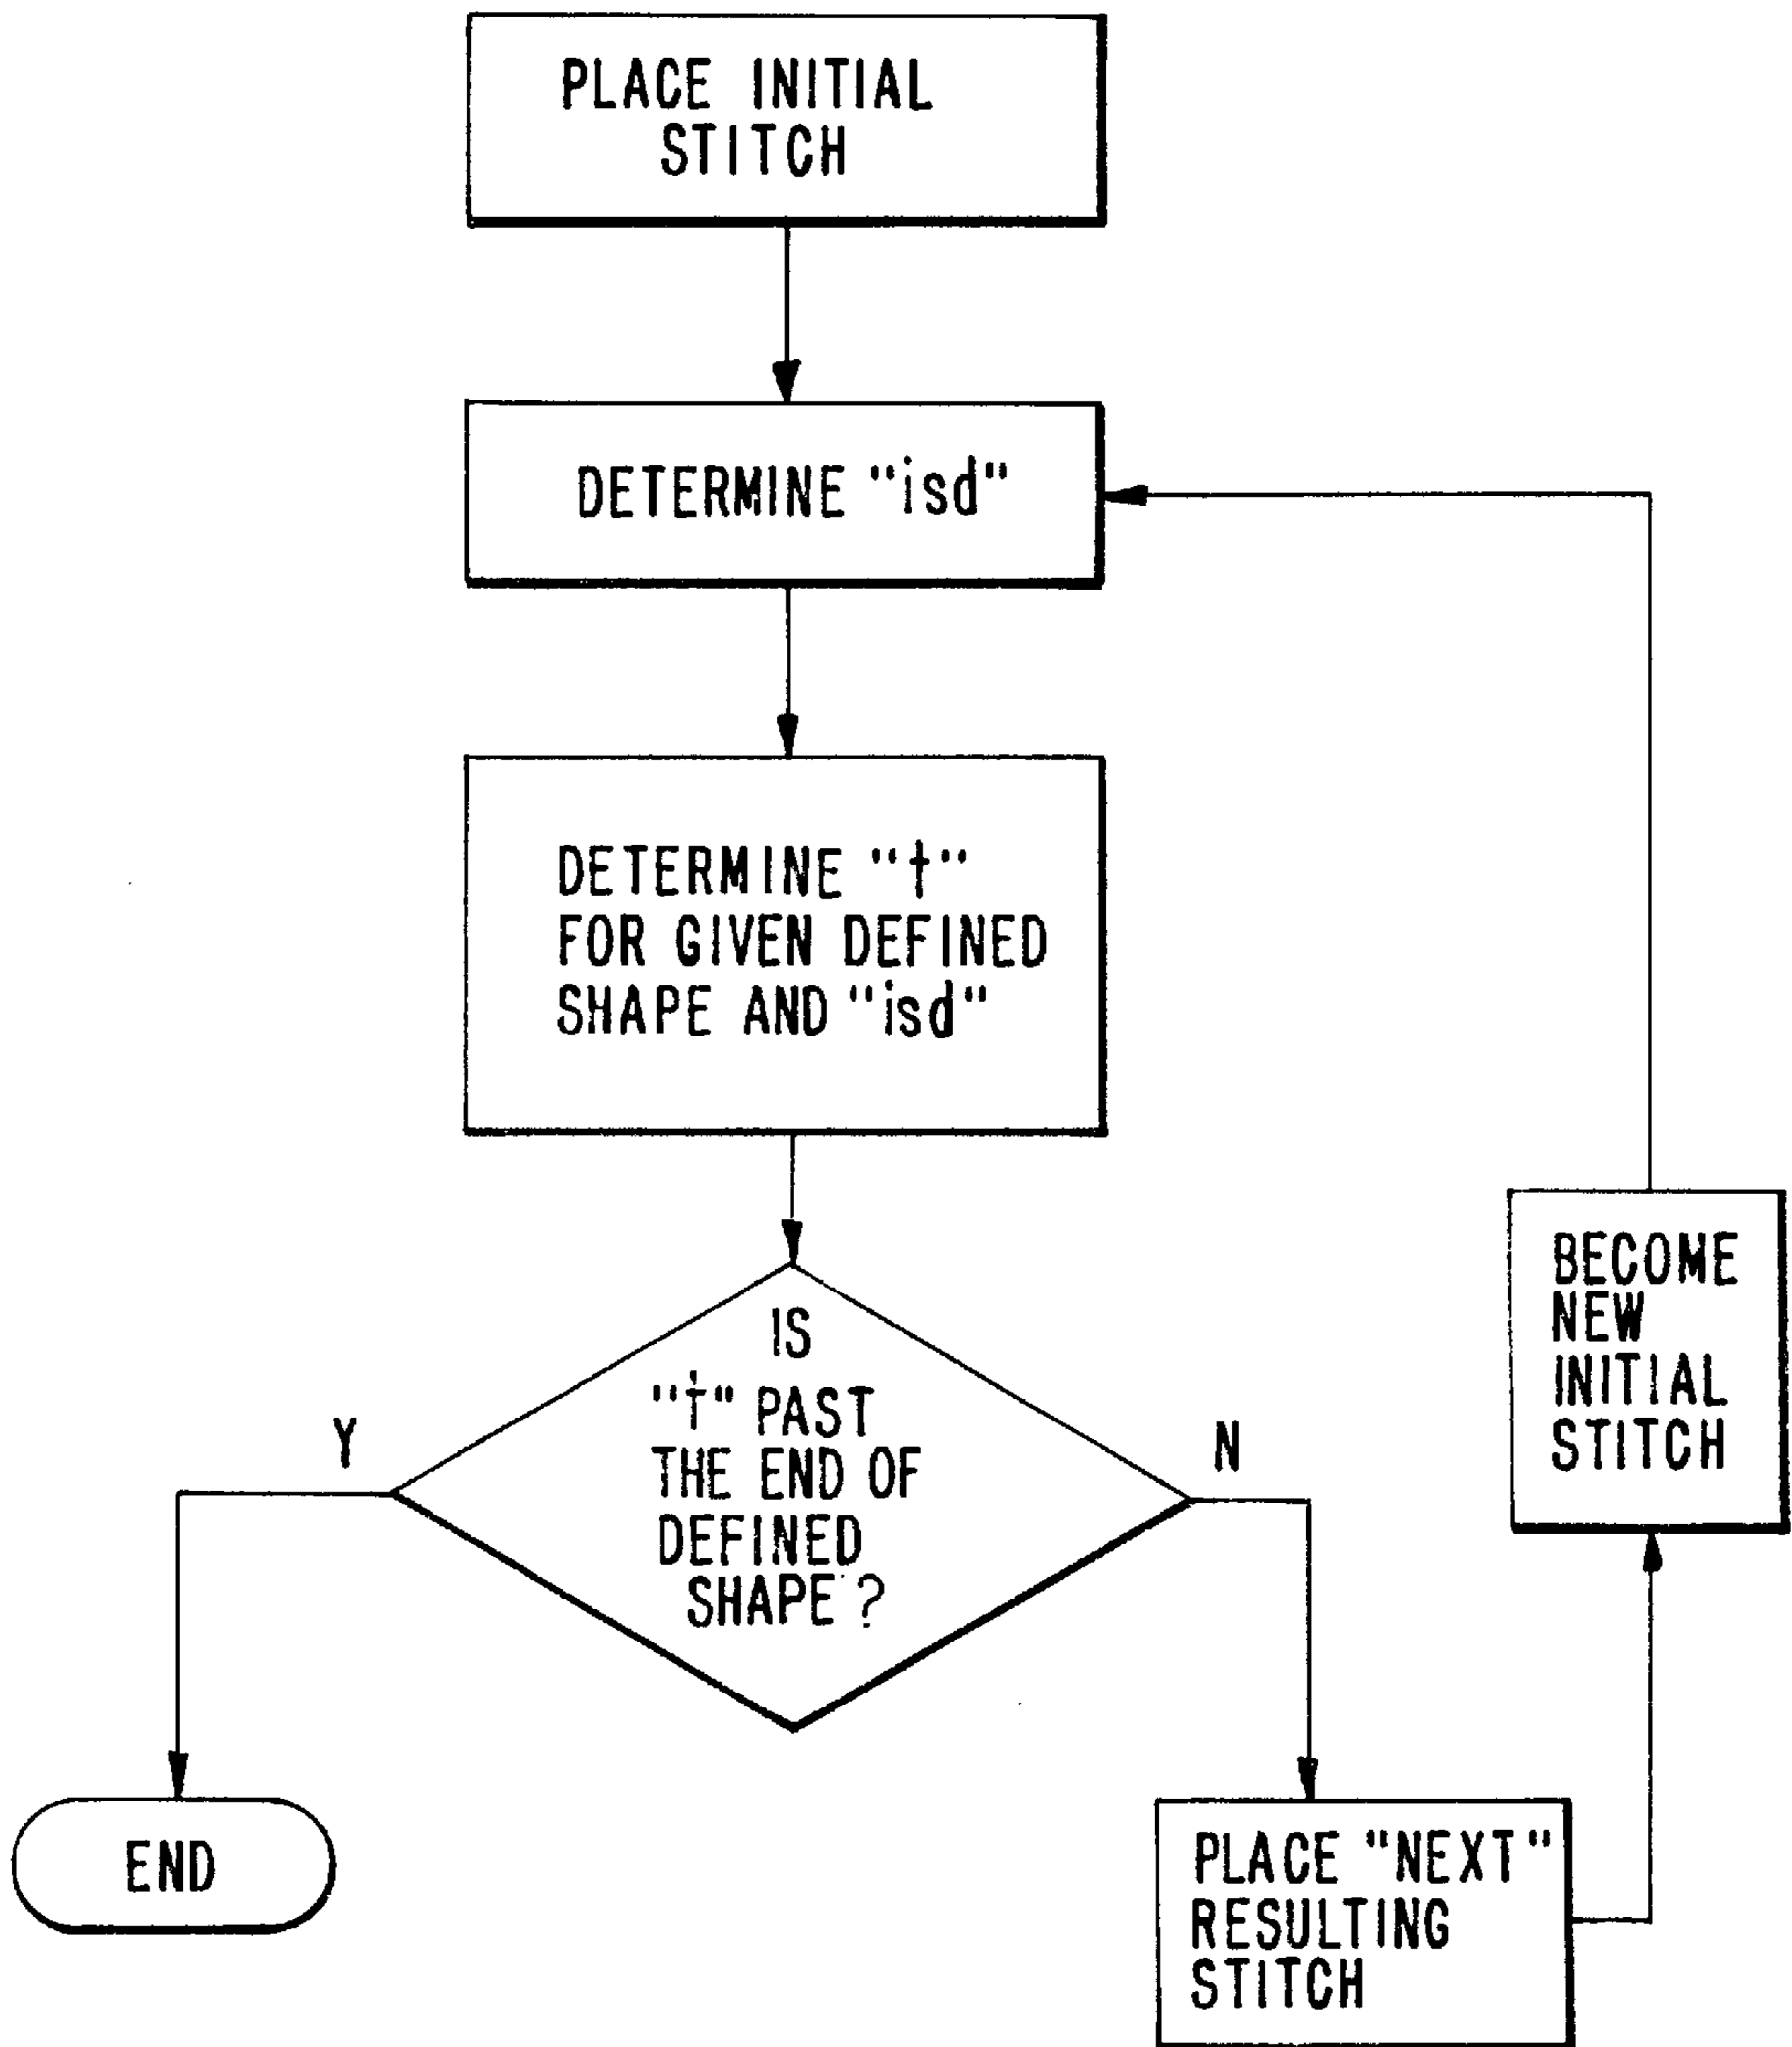 PLACE INITIAL
STITCH
DETERMINE "isd"
DETERMINE "t"
FOR GIVEN DEFINED
SHAPE AND "isd"
IS
"t" PAST
THE END OF
DEFINED
SHAPE ?
Y
N
BECOME
NEW
INITIAL
STITCH
END
PLACE "NEXT"
RESULTING
STITCH